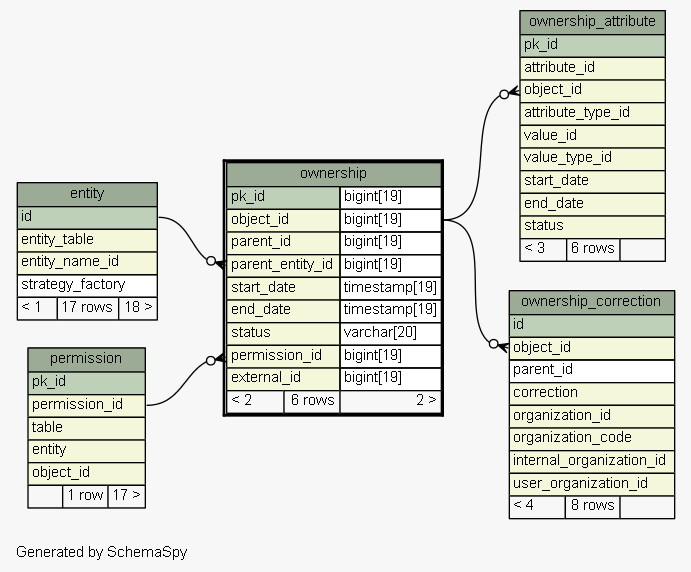 ownership_attribute
pk_id
attribute_id
object_id
attribute_type_id
value_id
value_type_id
start_date
end_date
status
< 3 6 rows
ownership
pk_id bigint[19]
object_id bigint[19]
parent_id bigint[19]
parent_entity_id bigint[19]
start_date timestamp[19]
end_date timestamp[19]
status varchar[20]
permission_id bigint[19]
external_id bigint[19]
< 2 6 rows 2 >
entity
id
entity_table
entity_name_id
strategy_factory
< 1 17 rows 18 >
permission
pk_id
permission_id
table
entity
object_id
1 row 17 >
ownership_correction
id
object_id
parent_id
correction
organization_id
organization_code
internal_organization_id
user_organization_id
< 4 8 rows
Generated by SchemaSpy